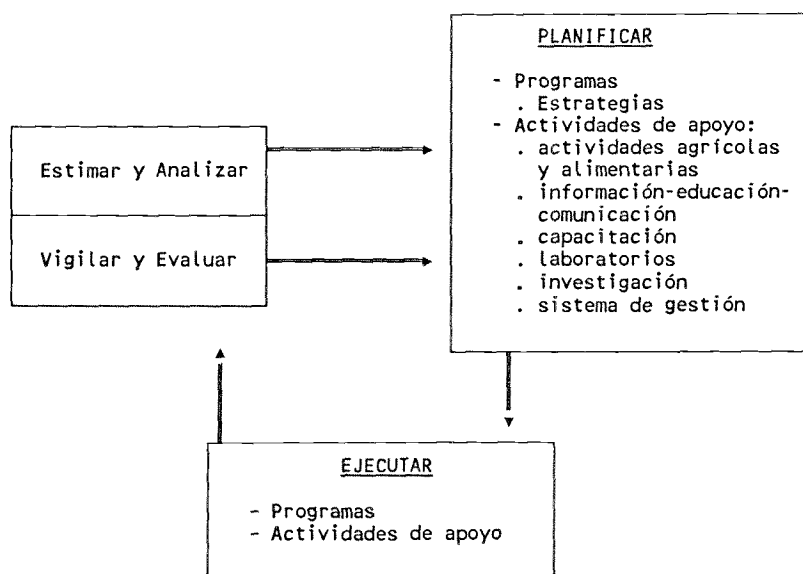 PLANIFICAR
- Programas
. Estrategias
- Actividades de apoyo:
. actividades agrícolas
y alimentarias
. información-educación-
comunicación
. capacitación
. laboratorios
. investigación
. sistema de gestión
Estimar y Analizar
Vigilar y Evaluar
EJECUTAR
- Programas
- Actividades de apoyo